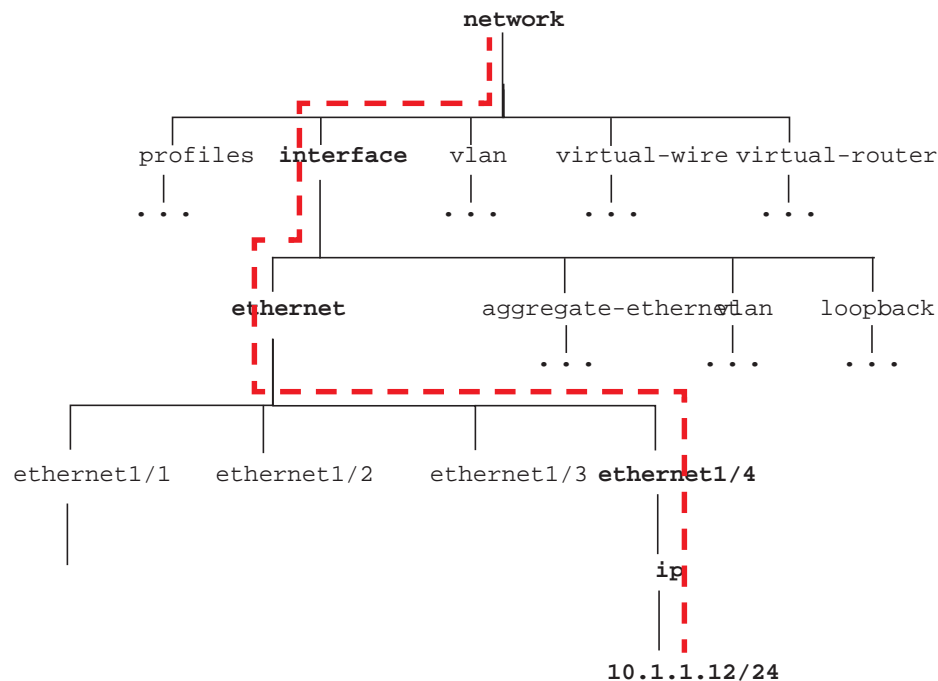 network
profiles interface vlan virtual-wire virtual-router
... ... ... ...
ethernet aggregate-ethernet vlan loopback
... ... ...
ethernet1/1 ethernet1/2 ethernet1/3 ethernet1/4
ip
10.1.1.12/24